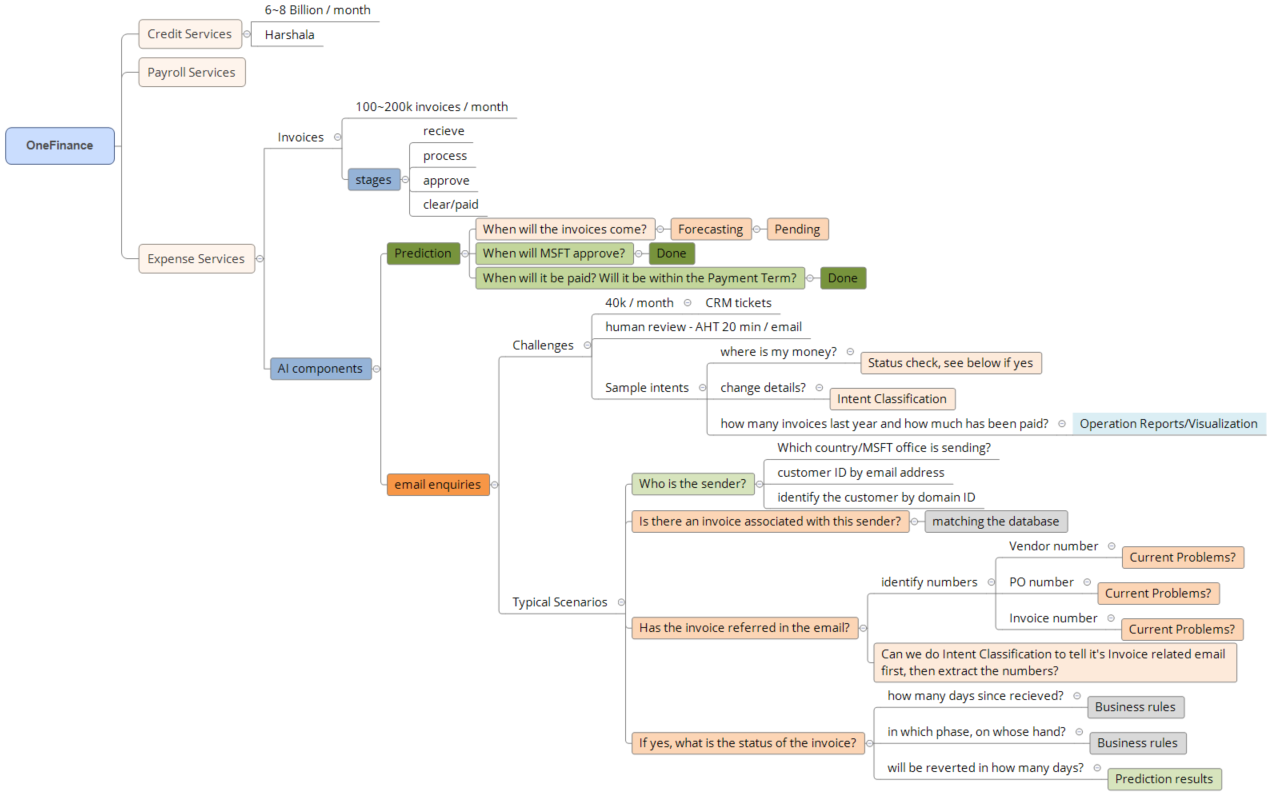 OneFinance
Credit Services
6~8 Billion / month
Harshala
Payroll Services
Expense Services
Invoices
100~200k invoices / month
stages
recieve
process
approve
clear/paid
AI components
Prediction
When will the invoices come?
Forecasting
Pending
When will MSFT approve?
Done
When will it be paid? Will it be within the Payment Term?
Done
email enquiries
Challenges
40k / month
CRM tickets
human review - AHT 20 min / email
Sample intents
where is my money?
Status check, see below if yes
change details?
Intent Classification
how many invoices last year and how much has been paid?
Operation Reports/Visualization
Typical Scenarios
Who is the sender?
Which country/MSFT office is sending?
customer ID by email address
identify the customer by domain ID
Is there an invoice associated with this sender?
matching the database
Has the invoice referred in the email?
identify numbers
Vendor number
Current Problems?
PO number
Current Problems?
Invoice number
Current Problems?
Can we do Intent Classification to tell it's Invoice related email
first, then extract the numbers?
If yes, what is the status of the invoice?
how many days since recieved?
Business rules
in which phase, on whose hand?
Business rules
will be reverted in how many days?
Prediction results